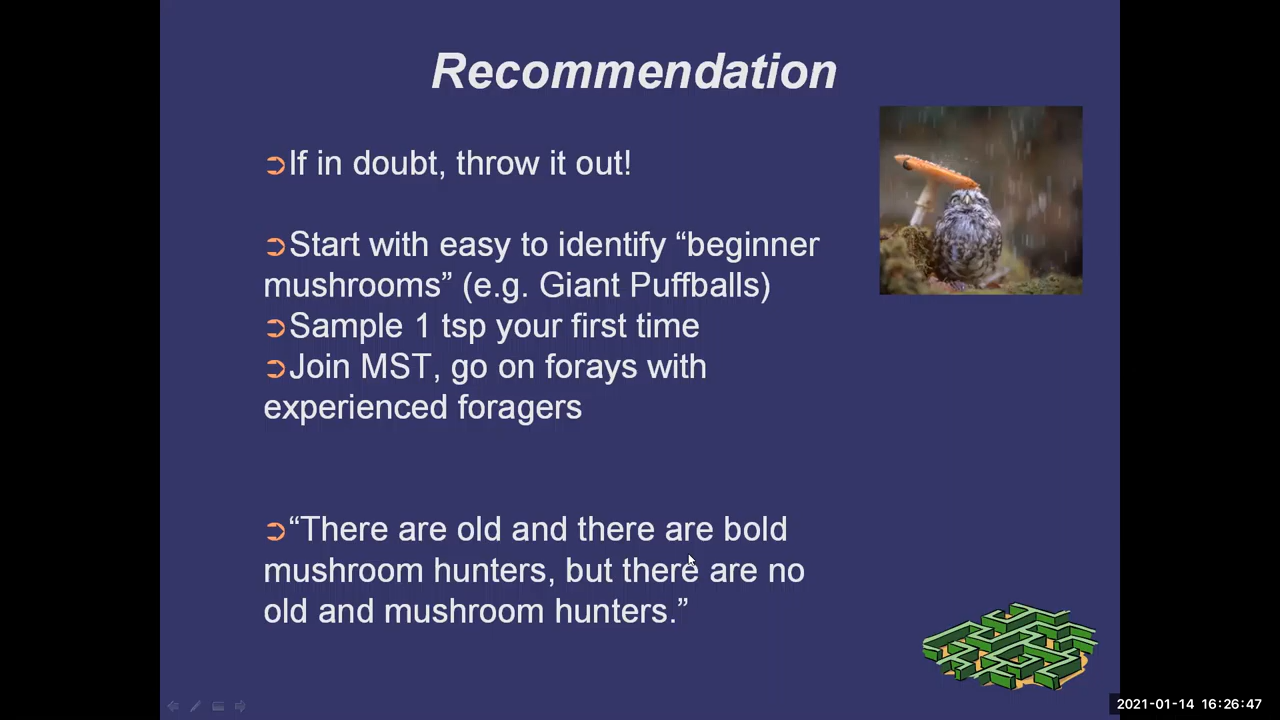 Recommendation
➲If in doubt, throw it out!
➲Start with easy to identify “beginner
mushrooms” (e.g. Giant Puffballs)
➲Sample 1 tsp your first time
➲Join MST, go on forays with
experienced foragers
➲“There are old and there are bold
mushroom hunters, but there are no
old and mushroom hunters.”
2021-01-14 16:26:47